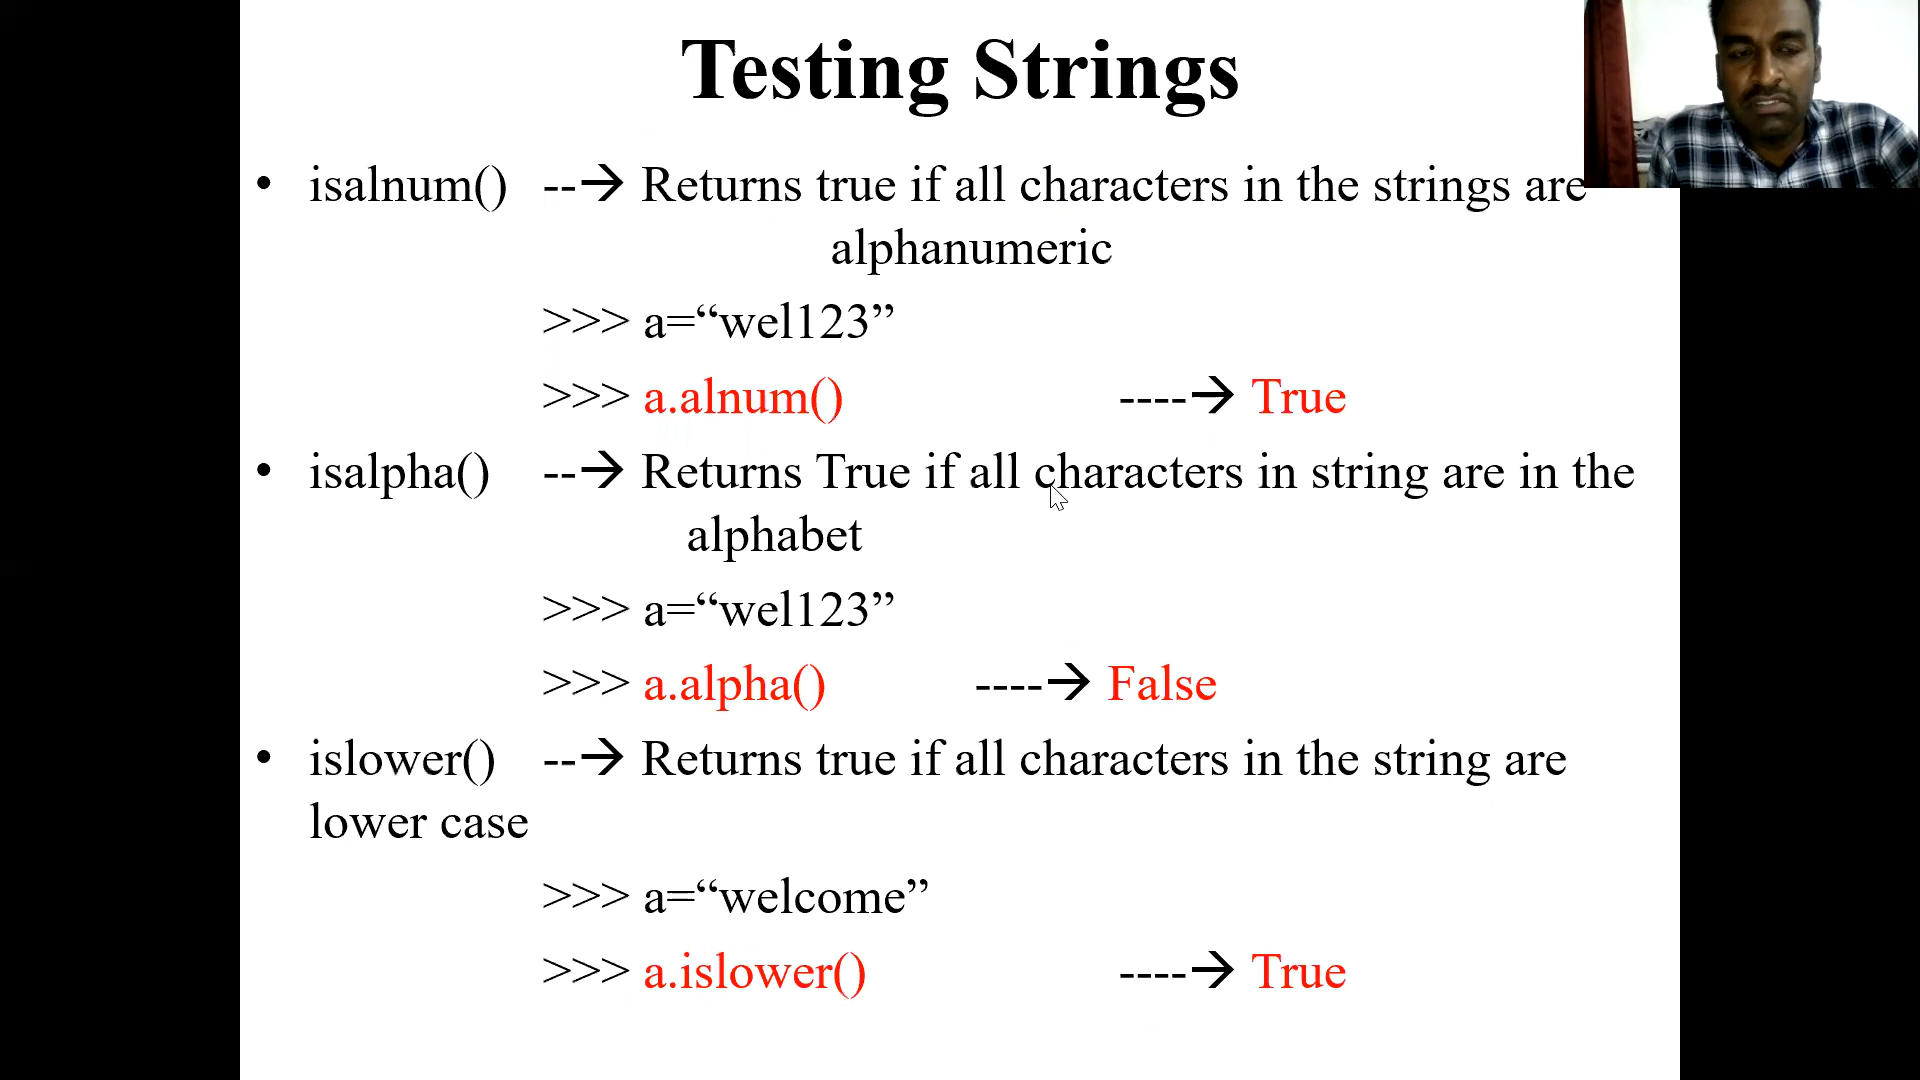 Testing Strings
• isalnum() --→ Returns true if all characters in the strings are
alphanumeric
>>> a=“wel123”
>>> a.alnum() ----→ True
• isalpha() --→ Returns True if all characters in string are in the
alphabet
>>> a=“wel123”
>>> a.alpha() ----→ False
• islower() --→ Returns true if all characters in the string are
lower case
>>> a=“welcome”
>>> a.islower() ----→ True